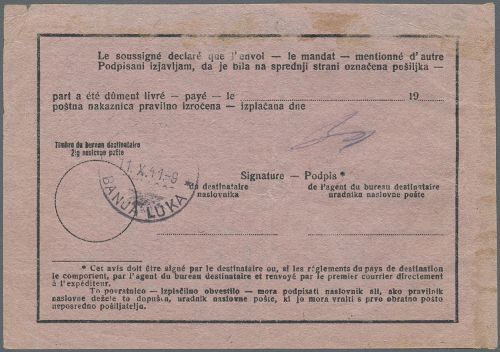 Le soussigné declaré que l'envoi — le mandat — mentionné d'autre
Podpisani izjavljam, da je bila na sprednji strani označena pošiljka —
part a été dûment livré — payé — le 19
poštna nakaznica pravilno izročena — izplačana dne
Timbre du bureau destinataire
Žig naslovne pošte
1. X. 41-9
BANJA LUKA
Signature — Podpis *
du destinataire
naslovnika
de l'agent du bureau destinataire
uradnika naslovne pošte
* Cet avis doit être signé par le destinataire ou, si les règlements du pays de destination
le comportent, par l'agent du bureau destinataire et renvoyé par le premier courrier directement
à l'expéditeur.
To povratnico — izplačilno obvestilo — mora podpisati naslovnik ali, ako pravilnik
naslovne dežele to dopušča, uradnik naslovne pošte, ki jo mora vrniti s prvo obratno pošto
neposredno pošiljatelju.